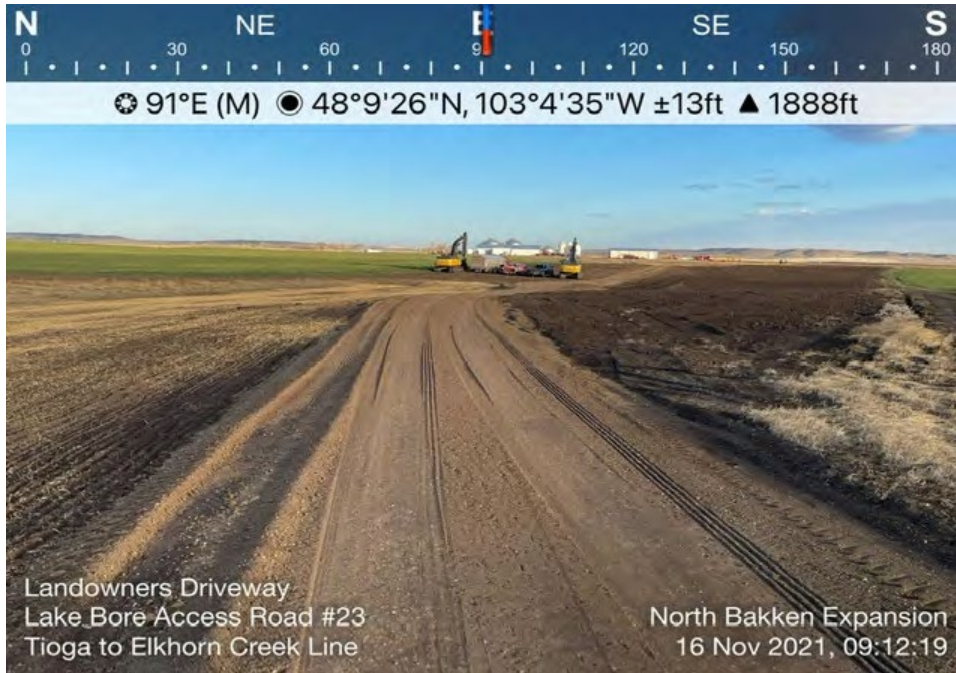 N NE E SE S
0 30 60 90 120 150 180
91°E (M) 48°9'26"N, 103°4'35"W ±13ft ▲ 1888ft
Landowners Driveway
Lake Bore Access Road #23
Tioga to Elkhorn Creek Line
North Bakken Expansion
16 Nov 2021, 09:12:19